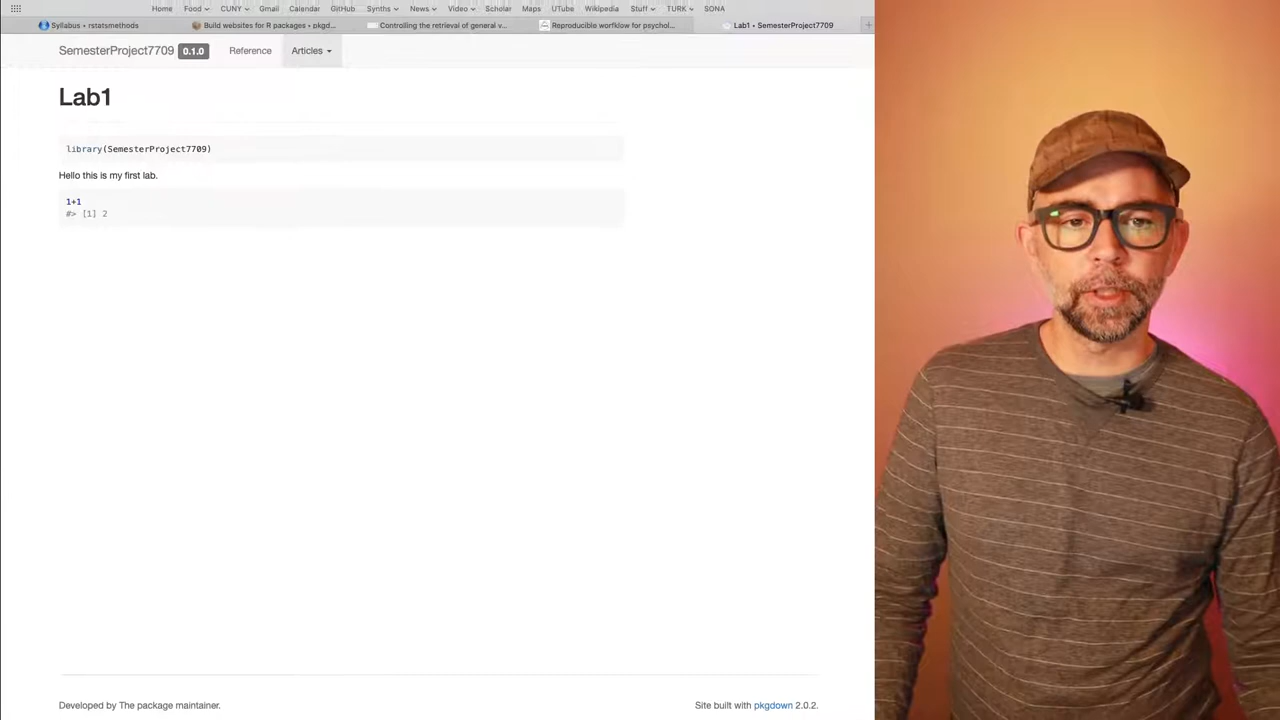 Home Food CUNY Gmail Calendar GitHub Synths News Video Scholar Maps UTube Wikipedia Stuff TURK SONA
Syllabus • rstatsmethods Build websites for R packages • pkgd... Controlling the retrieval of general v... Reproducible worfklow for psychol... Lab1 • SemesterProject7709
SemesterProject7709 0.1.0 Reference Articles
Lab1
library(SemesterProject7709)
Hello this is my first lab.
1+1
#> [1] 2
Developed by The package maintainer. Site built with pkgdown 2.0.2.